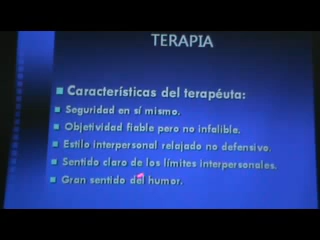 TERAPIA
Características del terapéuta:
Seguridad en sí mismo.
Objetividad fiable pero no infalible.
Estilo interpersonal relajado no defensivo.
Sentido claro de los límites interpersonales.
Gran sentido del humor.